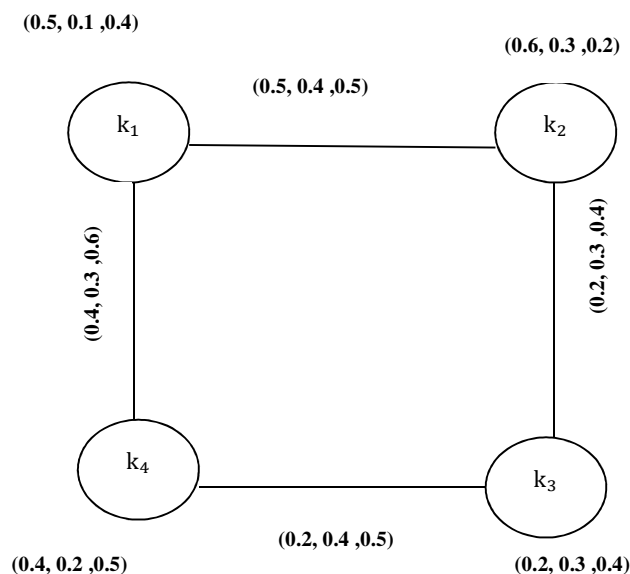 (0.5, 0.1 ,0.4)
(0.6, 0.3 ,0.2)
(0.5, 0.4 ,0.5)
k₁
k₂
(0.4, 0.3 ,0.6)
(0.2, 0.3 ,0.4)
k₄
k₃
(0.2, 0.4 ,0.5)
(0.4, 0.2 ,0.5)
(0.2, 0.3 ,0.4)